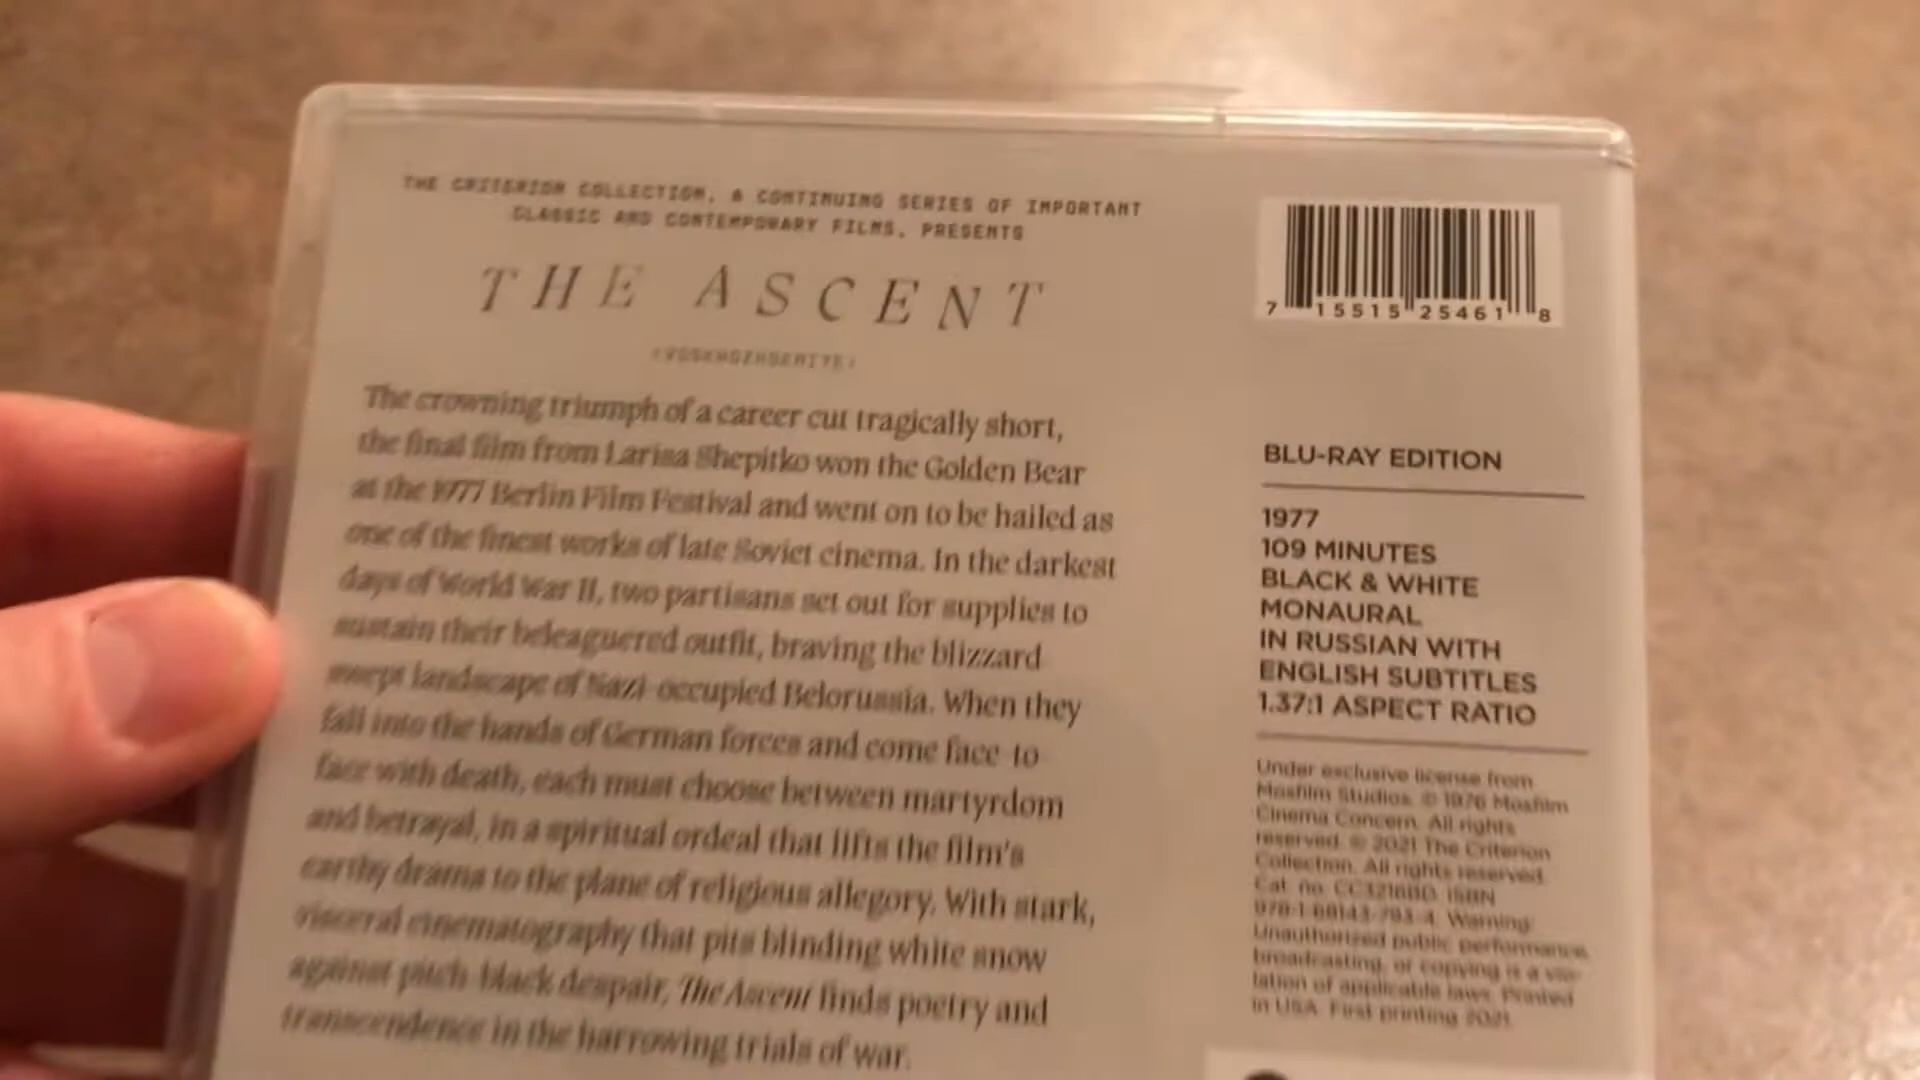 THE CRITERION COLLECTION, A CONTINUING SERIES OF IMPORTANT
CLASSIC AND CONTEMPORARY FILMS, PRESENTS
THE ASCENT
The crowning triumph of a career cut tragically short,
the final film from Larisa Shepitko won the Golden Bear
at the 1977 Berlin Film Festival and went on to be hailed as
one of the finest works of late Soviet cinema. In the darkest
days of World War II, two partisans set out for supplies to
sustain their beleaguered outfit, braving the blizzard
swept landscape of Nazi-occupied Belorussia. When they
fall into the hands of German forces and come face-to-
face with death, each must choose between martyrdom
and betrayal, in a spiritual ordeal that lifts the film's
earthy drama to the plane of religious allegory. With stark,
visceral cinematography that pits blinding white snow
against pitch-black despair, The Ascent finds poetry and
transcendence in the harrowing trials of war.
7 15515 25461 8
BLU-RAY EDITION
1977
109 MINUTES
BLACK & WHITE
MONAURAL
IN RUSSIAN WITH
ENGLISH SUBTITLES
1.37:1 ASPECT RATIO
Under exclusive license from
Mosfilm Studios. © 1976 Mosfilm
Cinema Concern. All rights
reserved. © 2021 The Criterion
Collection. All rights reserved.
Cat. no. CC3216BD. ISBN
978-1-68143-793-4. Warning:
Unauthorized public performance,
broadcasting, or copying is a vio-
lation of applicable laws. Printed
in USA. First printing 2021.